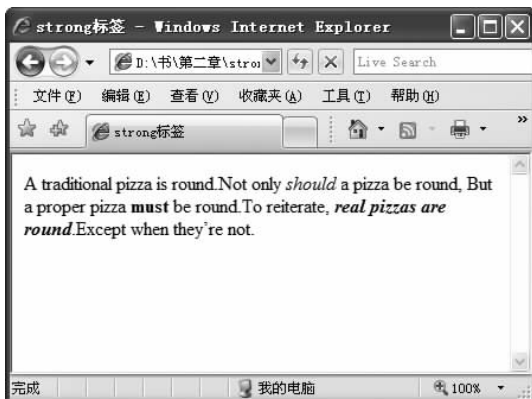 strong标签 - Windows Internet Explorer
D:\书\第二章\stron
Live Search
文件(F) 编辑(E) 查看(V) 收藏夹(A) 工具(T) 帮助(H)
strong标签
»
A traditional pizza is round.Not only should a pizza be round, But
a proper pizza must be round.To reiterate, real pizzas are
round.Except when they're not.
完成 我的电脑 100%